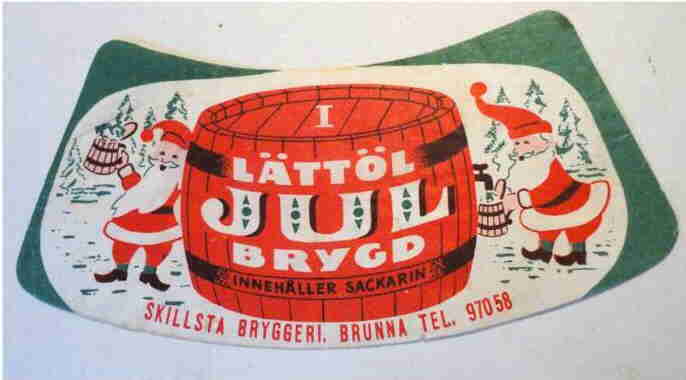 I
LÄTTÖL
JUL
BRYGD
INNEHÅLLER SACKARIN
SKILLSTA BRYGGERI. BRUNNA TEL. 97058